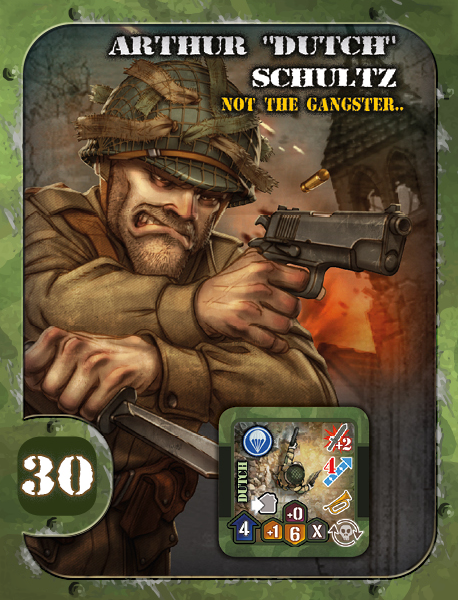 ARTHUR "DUTCH"
SCHULTZ
NOT THE GANGSTER..
30
DUTCH
+2
4
+0
4
+1
6
X